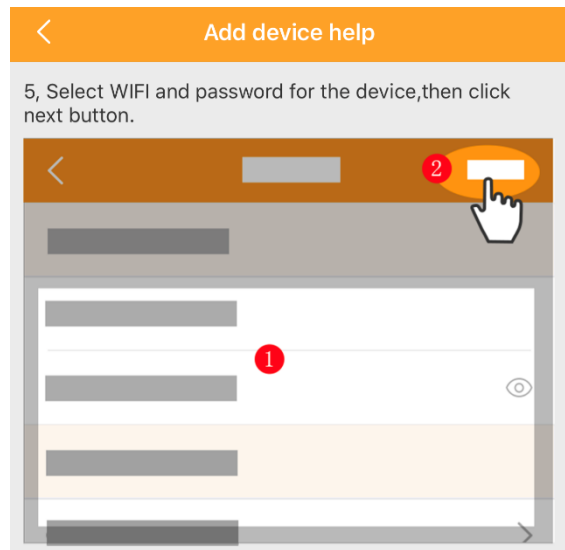 Add device help
5, Select WIFI and password for the device,then click
next button.
2
1